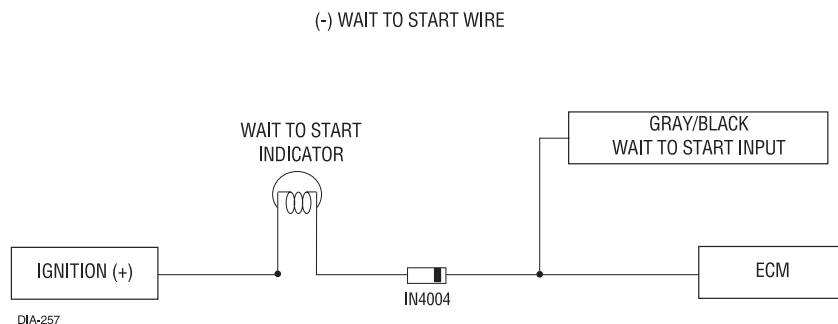 (-) WAIT TO START WIRE
WAIT TO START
INDICATOR
GRAY/BLACK
WAIT TO START INPUT
IGNITION (+)
IN4004
ECM
DIA-257